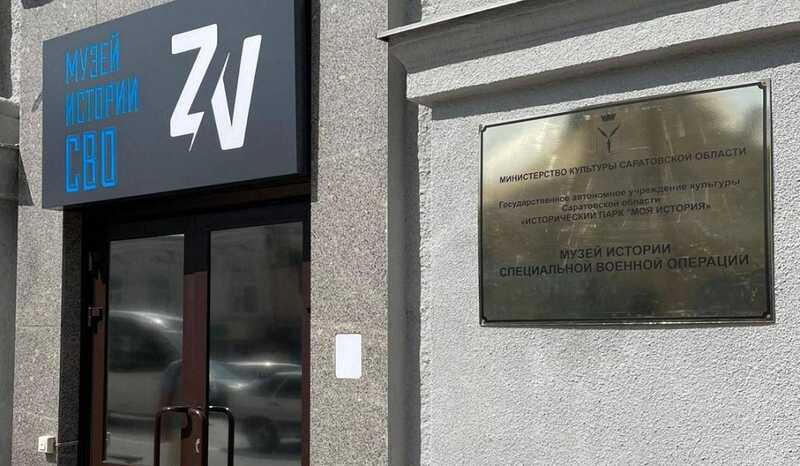 МУЗЕЙ
ИСТОРИИ
СВО
ZV
МИНИСТЕРСТВО КУЛЬТУРЫ САРАТОВСКОЙ ОБЛАСТИ
Государственное автономное учреждение культуры
Саратовской области
«ИСТОРИЧЕСКИЙ ПАРК "МОЯ ИСТОРИЯ»
МУЗЕЙ ИСТОРИИ
СПЕЦИАЛЬНОЙ ВОЕННОЙ ОПЕРАЦИИ